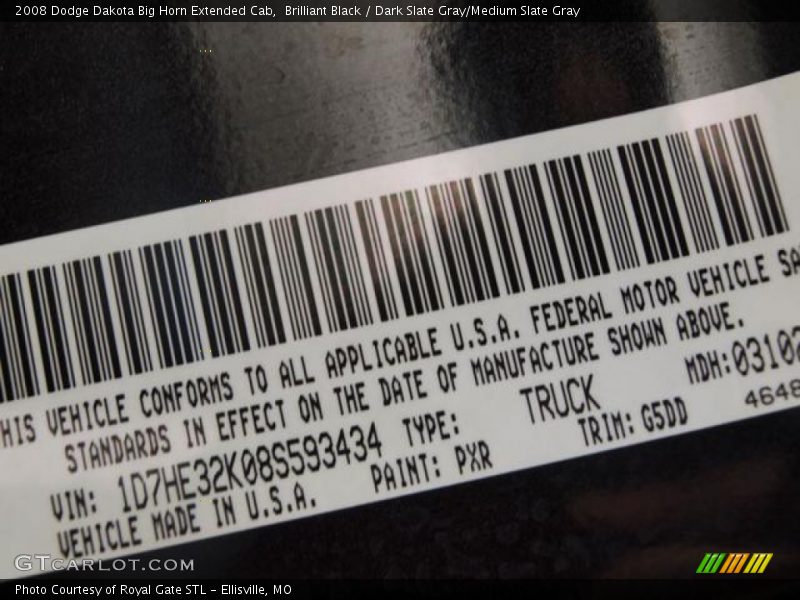 2008 Dodge Dakota Big Horn Extended Cab,  Brilliant Black / Dark Slate Gray/Medium Slate Gray
HIS VEHICLE CONFORMS TO ALL APPLICABLE U.S.A. FEDERAL MOTOR VEHICLE SA
STANDARDS IN EFFECT ON THE DATE OF MANUFACTURE SHOWN ABOVE.
VIN: 1D7HE32K08S593434 TYPE: TRUCK MDH:03102
VEHICLE MADE IN U.S.A. PAINT: PXR TRIM: G5DD 4648
GTCARLOT.COM
Photo Courtesy of Royal Gate STL - Ellisville, MO